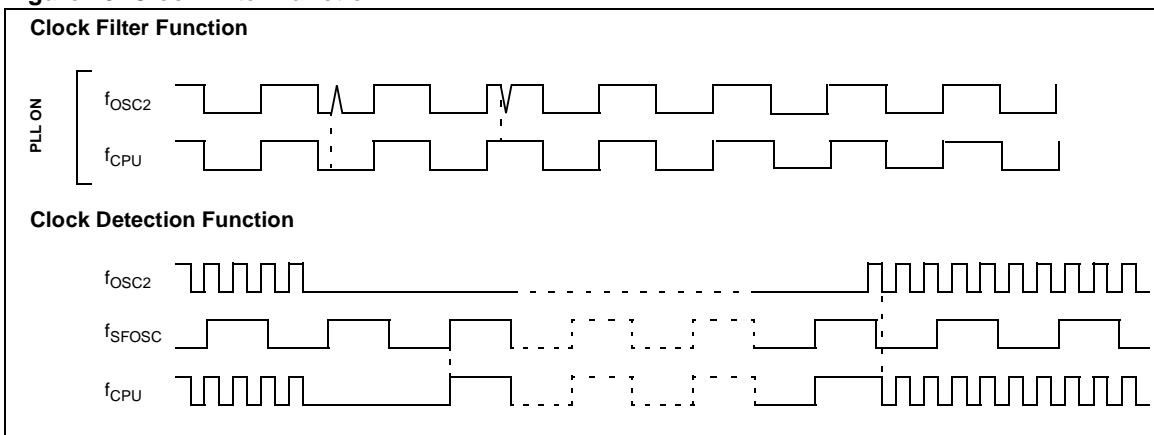 Clock Filter Function
PLL ON
fOSC2
fCPU
Clock Detection Function
fOSC2
fSFOSC
fCPU